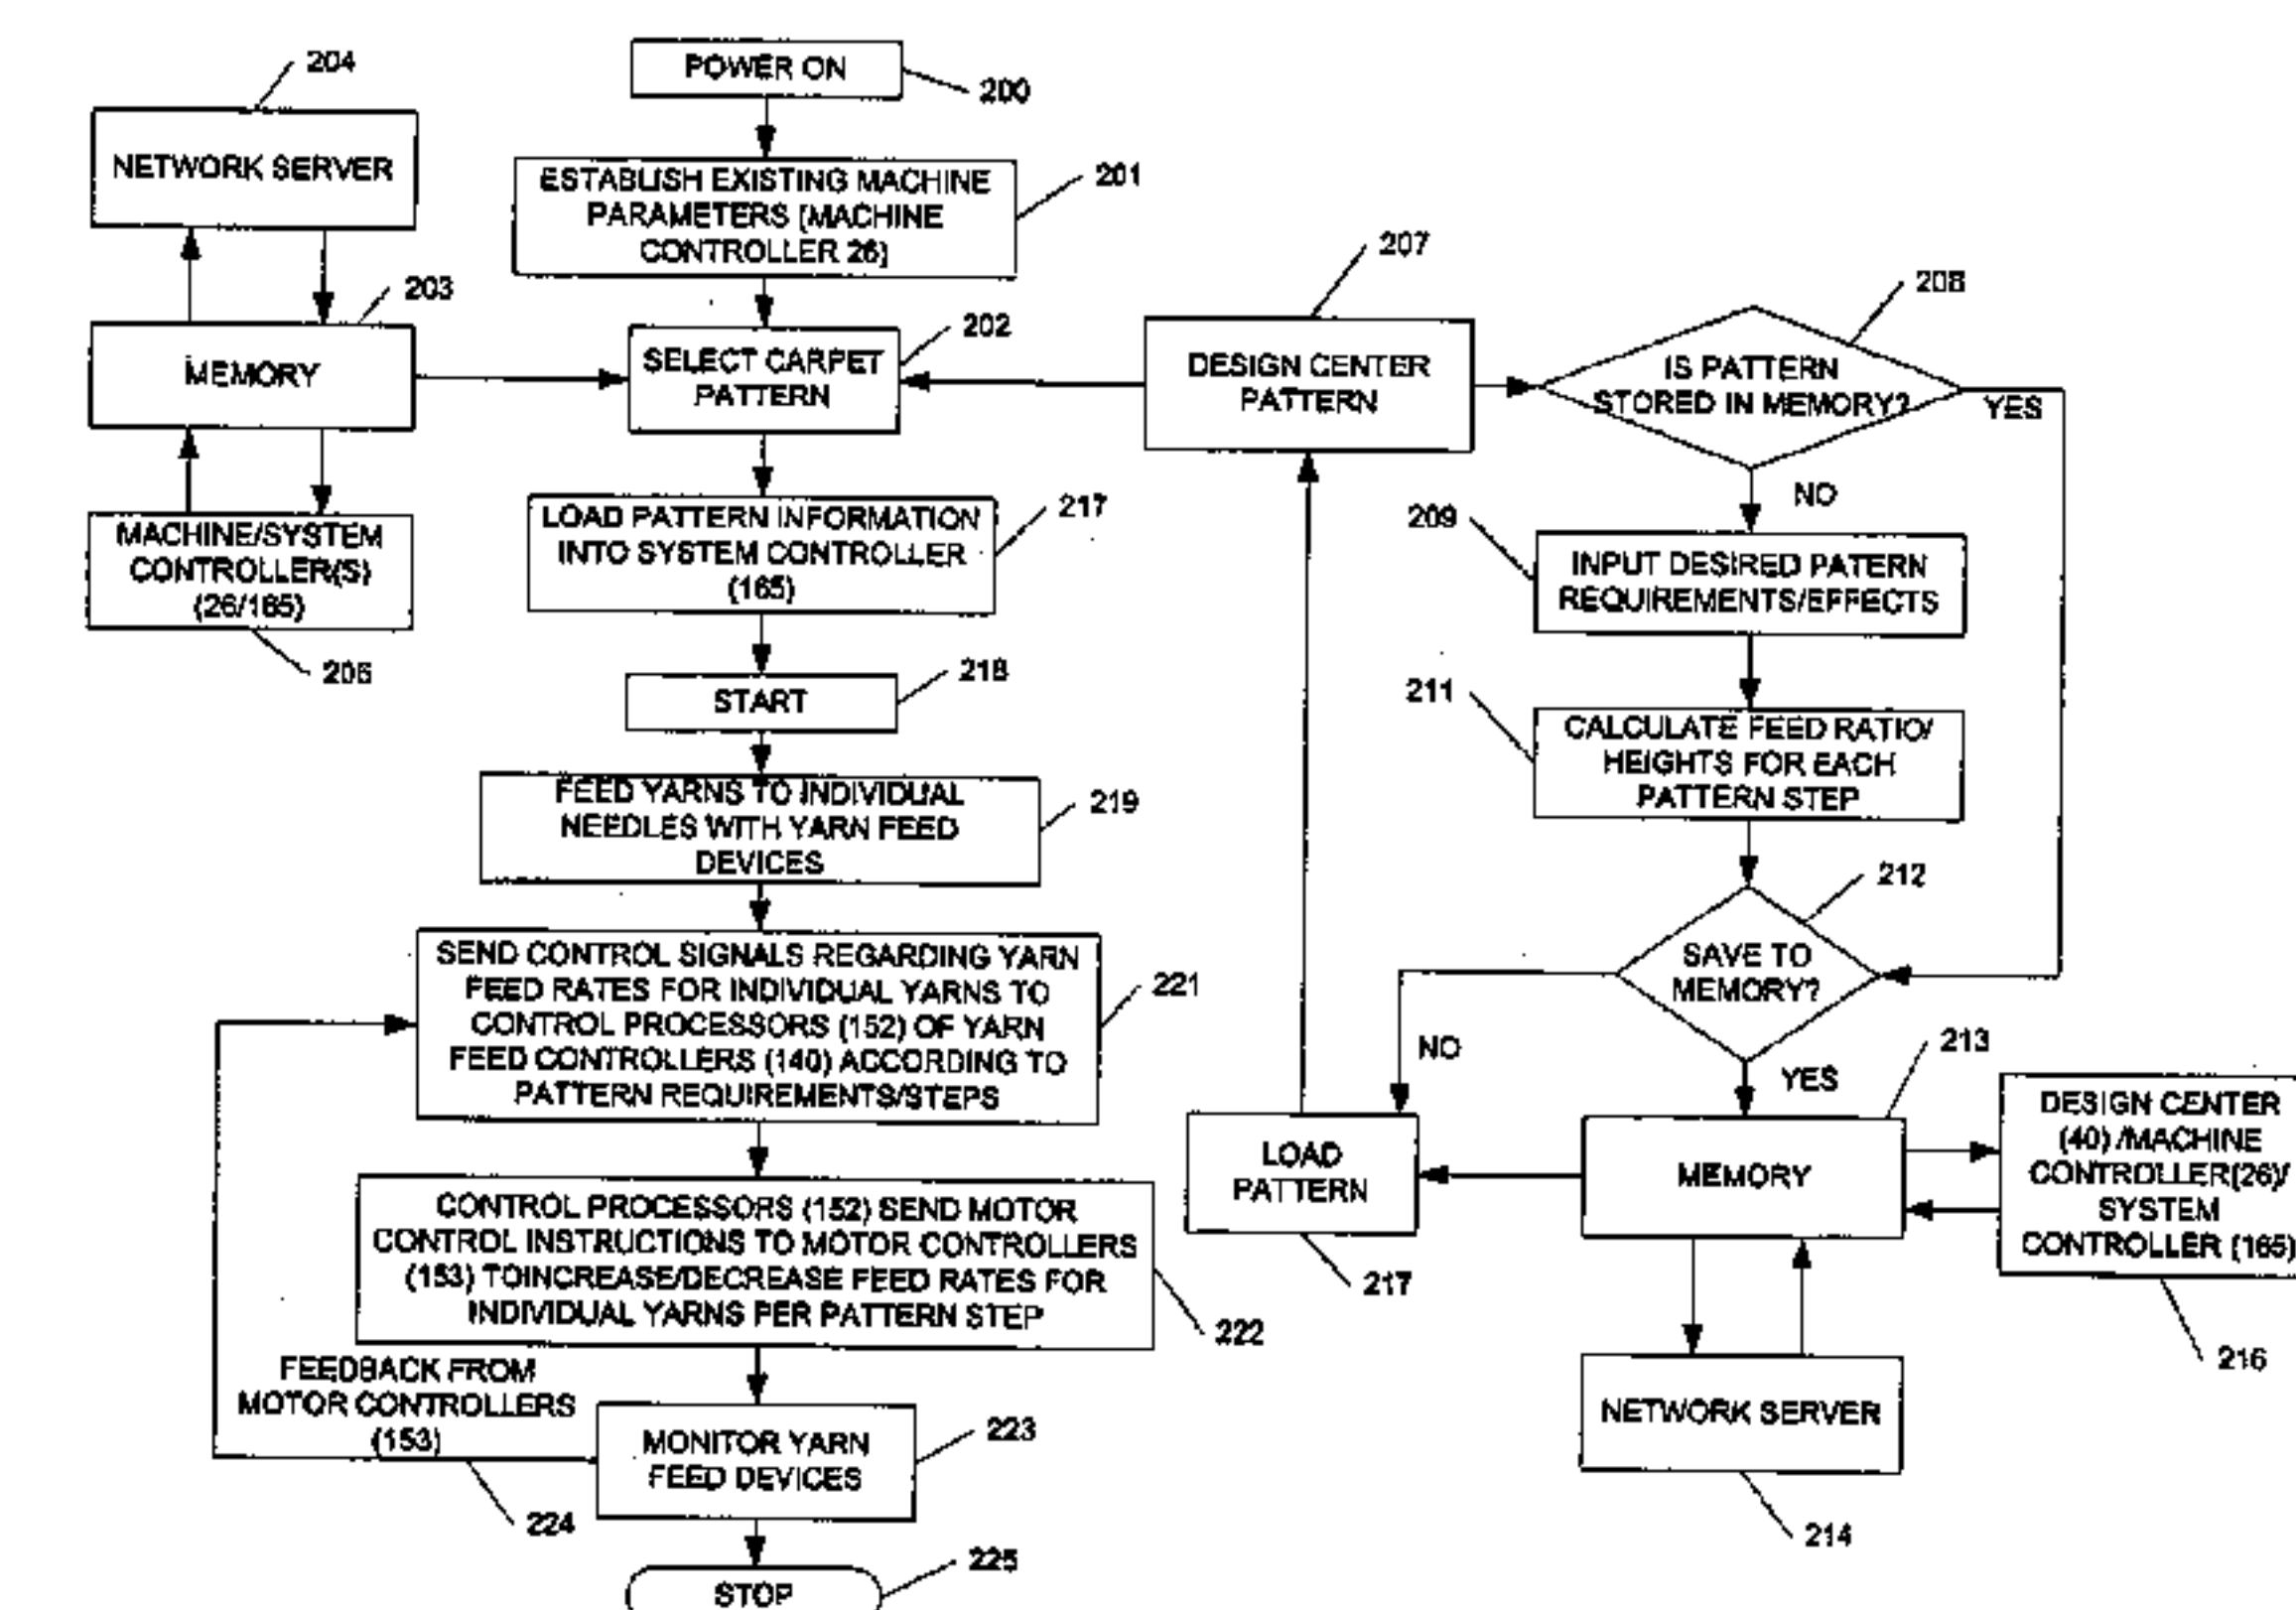 POWER ON
200
204
NETWORK SERVER
ESTABLISH EXISTING MACHINE
PARAMETERS (MACHINE
CONTROLLER 26)
201
203
MEMORY
SELECT CARPET
PATTERN
202
207
DESIGN CENTER
PATTERN
208
IS PATTERN
STORED IN MEMORY?
YES
NO
MACHINE/SYSTEM
CONTROLLER(S)
(26/165)
206
LOAD PATTERN INFORMATION
INTO SYSTEM CONTROLLER
(165)
217
209
INPUT DESIRED PATERN
REQUIREMENTS/EFFECTS
START
218
211
CALCULATE FEED RATIO/
HEIGHTS FOR EACH
PATTERN STEP
FEED YARNS TO INDIVIDUAL
NEEDLES WITH YARN FEED
DEVICES
219
212
SAVE TO
MEMORY?
NO
YES
SEND CONTROL SIGNALS REGARDING YARN
FEED RATES FOR INDIVIDUAL YARNS TO
CONTROL PROCESSORS (152) OF YARN
FEED CONTROLLERS (140) ACCORDING TO
PATTERN REQUIREMENTS/STEPS
221
213
LOAD
PATTERN
217
MEMORY
DESIGN CENTER
(40) /MACHINE
CONTROLLER(26)/
SYSTEM
CONTROLLER (165)
216
CONTROL PROCESSORS (152) SEND MOTOR
CONTROL INSTRUCTIONS TO MOTOR CONTROLLERS
(153) TOINCREASE/DECREASE FEED RATES FOR
INDIVIDUAL YARNS PER PATTERN STEP
222
NETWORK SERVER
214
FEEDBACK FROM
MOTOR CONTROLLERS
(153)
224
MONITOR YARN
FEED DEVICES
223
STOP
225